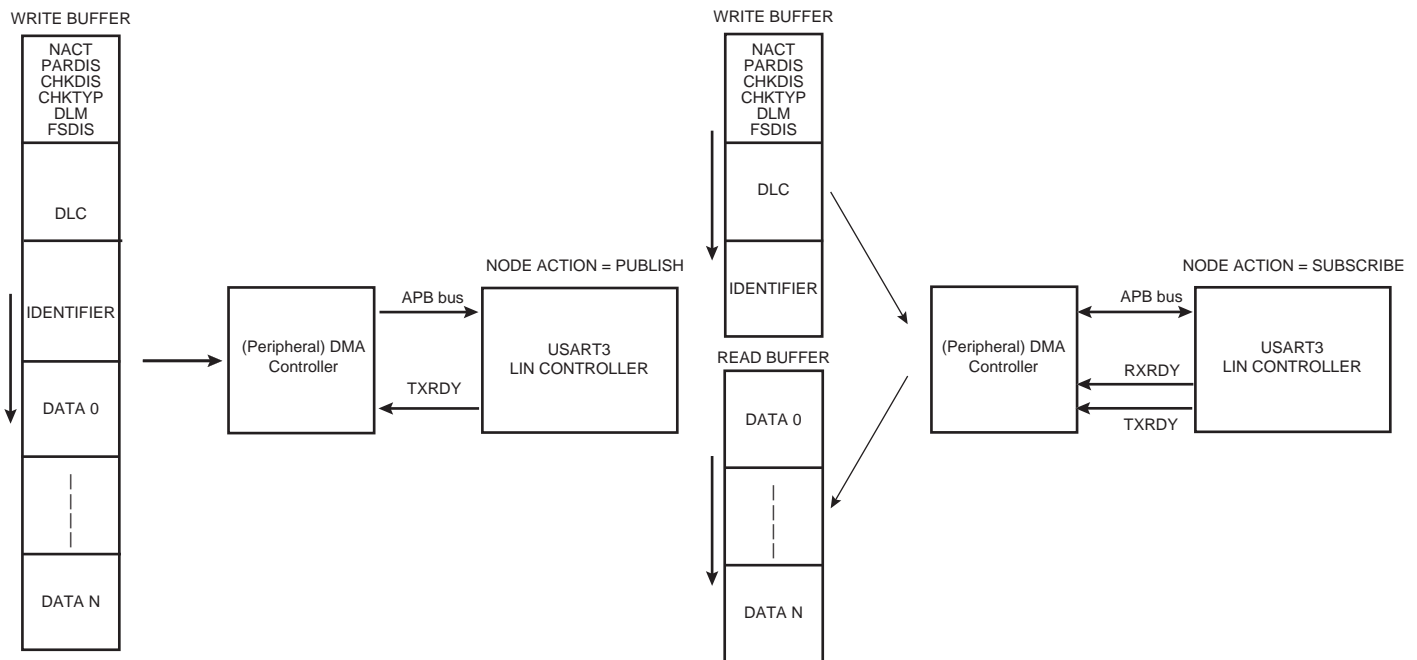 WRITE BUFFER
NACT
PARDIS
CHKDIS
CHKTYP
DLM
FSDIS
DLC
IDENTIFIER
DATA 0
DATA N
(Peripheral) DMA
Controller
APB bus
TXRDY
NODE ACTION = PUBLISH
USART3
LIN CONTROLLER
WRITE BUFFER
NACT
PARDIS
CHKDIS
CHKTYP
DLM
FSDIS
DLC
IDENTIFIER
READ BUFFER
DATA 0
DATA N
(Peripheral) DMA
Controller
APB bus
RXRDY
TXRDY
NODE ACTION = SUBSCRIBE
USART3
LIN CONTROLLER